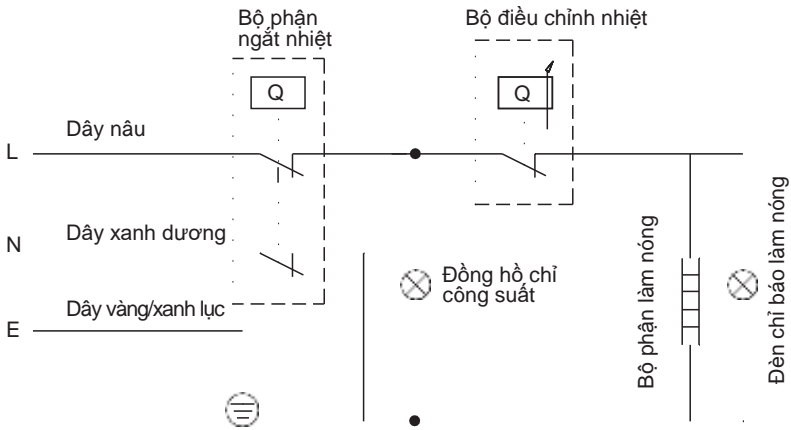 Bộ phận
ngắt nhiệt
Bộ điều chỉnh nhiệt
Q
Q
L
Dây nâu
N
Dây xanh dương
Đồng hồ chỉ
công suất
E
Dây vàng/xanh lục
Bộ phận làm nóng
Đèn chỉ báo làm nóng